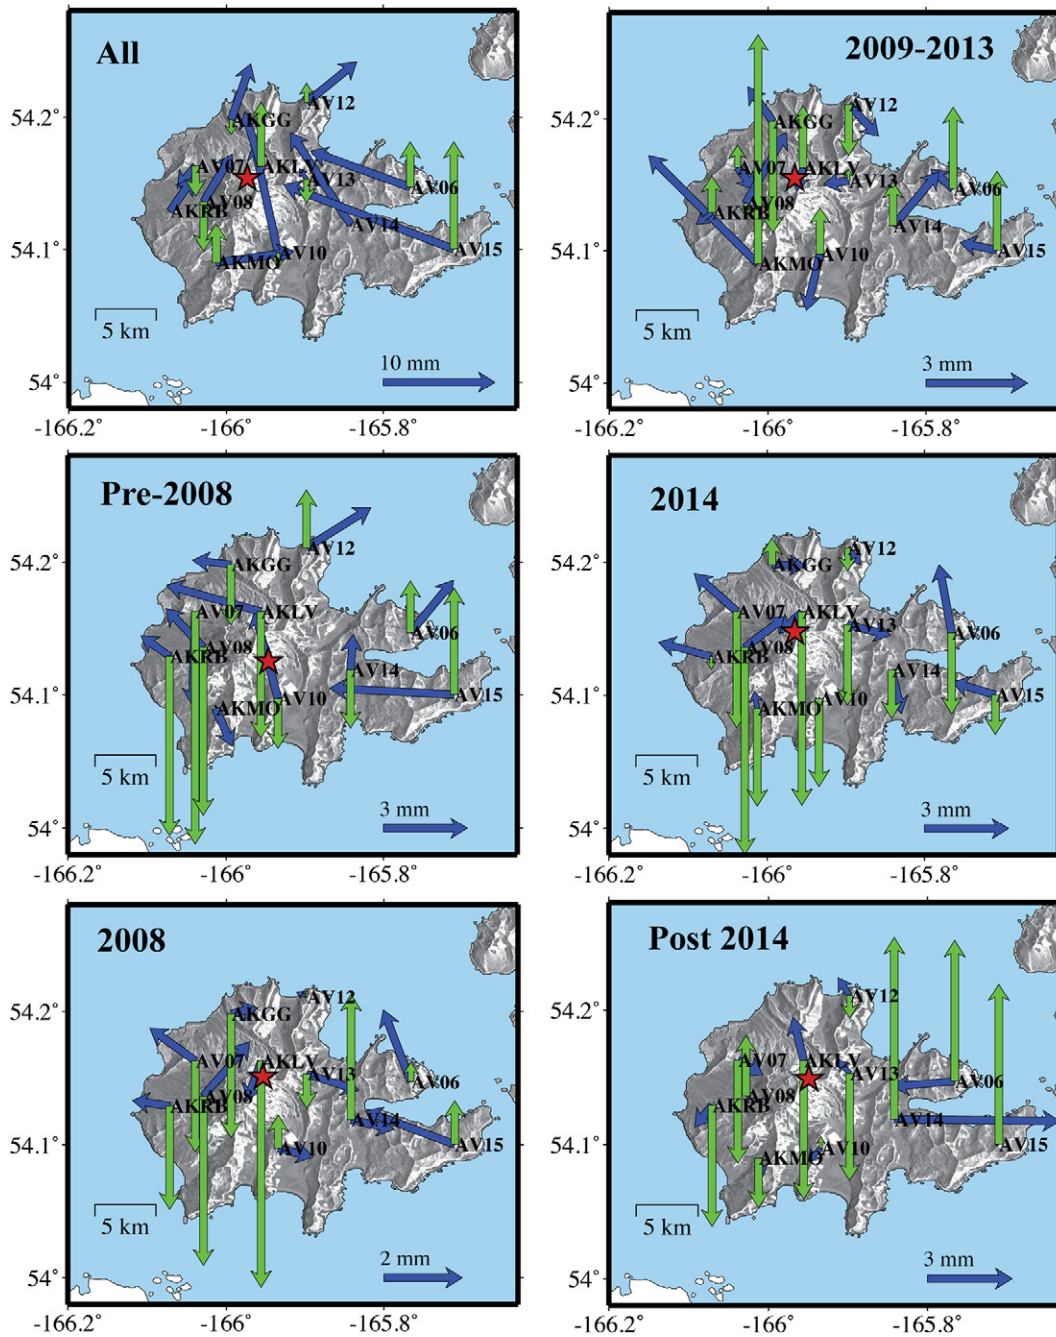 All
AV12
AKGG
AV07
AKLV
AV13
AV06
AKRB
AV08
AV14
AV10
AV15
AKMO
5 km
10 mm
54.2°
54.1°
54°
-166.2°
-166°
-165.8°
2009-2013
AV12
AKGG
AV07
AKLV
AV13
AV06
AKRB
AV08
AV14
AV10
AV15
AKMO
5 km
3 mm
54.2°
54.1°
54°
-166.2°
-166°
-165.8°
Pre-2008
AV12
AKGG
AV07
AKLV
AV06
AKRB
AV08
AV14
AV10
AV15
AKMO
5 km
3 mm
54.2°
54.1°
54°
-166.2°
-166°
-165.8°
2014
AV12
AKGG
AV07
AKLV
AV13
AV06
AKRB
AV08
AV14
AV10
AV15
AKMO
5 km
3 mm
54.2°
54.1°
54°
-166.2°
-166°
-165.8°
2008
AV12
AKGG
AV07
AKLV
AV13
AV06
AKRB
AV08
AV14
AV10
AV15
5 km
2 mm
54.2°
54.1°
54°
-166.2°
-166°
-165.8°
Post 2014
AV12
AV07
AKLV
AV13
AV06
AKRB
AV08
AV14
AV10
AV15
AKMO
5 km
3 mm
54.2°
54.1°
54°
-166.2°
-166°
-165.8°